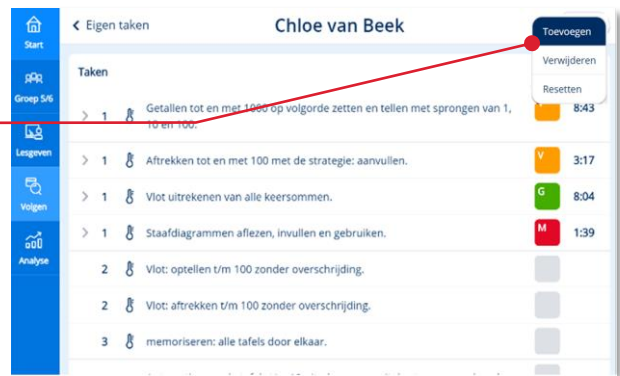 Start
Groep 5/6
Lesgeven
Volgen
Analyse
< Eigen taken
Chloe van Beek
Toevoegen
Verwijderen
Resetten
Taken
> 1 Getallen tot en met 1000 op volgorde zetten en tellen met sprongen van 1, 8:43
10 en 100.
> 1 Aftrekken tot en met 100 met de strategie: aanvullen. V 3:17
> 1 Vlot uitrekenen van alle keersommen. G 8:04
> 1 Staafdiagrammen aflezen, invullen en gebruiken. M 1:39
2 Vlot: optellen t/m 100 zonder overschrijding.
2 Vlot: aftrekken t/m 100 zonder overschrijding.
3 memoriseren: alle tafels door elkaar.